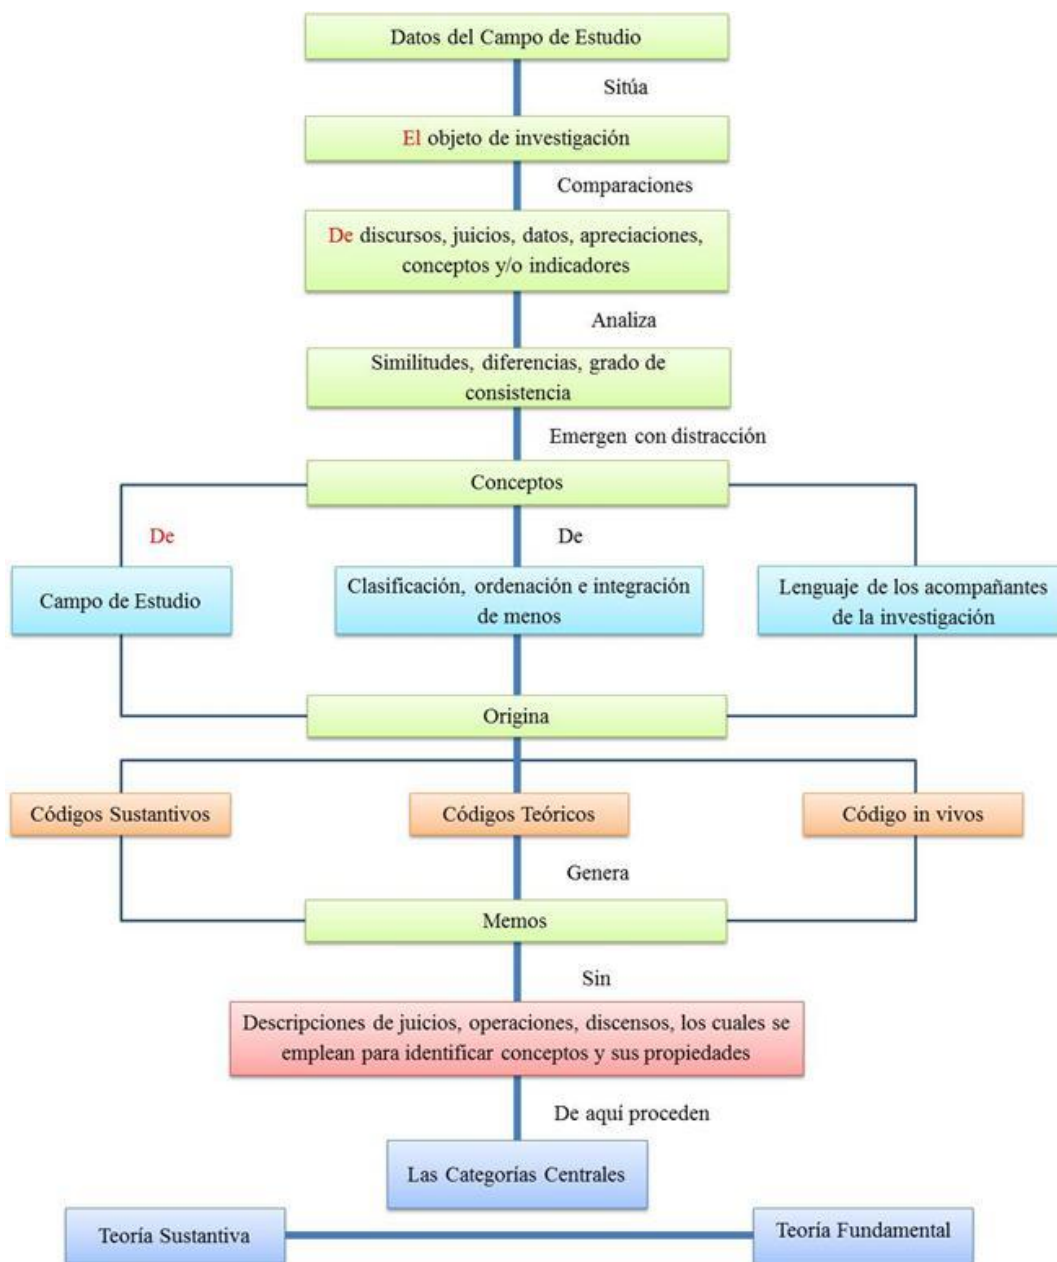 Datos del Campo de Estudio
Sitúa
El objeto de investigación
Comparaciones
De discursos, juicios, datos, apreciaciones,
conceptos y/o indicadores
Analiza
Similitudes, diferencias, grado de
consistencia
Emergen con distracción
Conceptos
De
De
Campo de Estudio
Clasificación, ordenación e integración
de menos
Lenguaje de los acompañantes
de la investigación
Origina
Códigos Sustantivos
Códigos Teóricos
Código in vivos
Genera
Memos
Sin
Descripciones de juicios, operaciones, discensos, los cuales se
emplean para identificar conceptos y sus propiedades
De aquí proceden
Las Categorías Centrales
Teoría Sustantiva
Teoría Fundamental